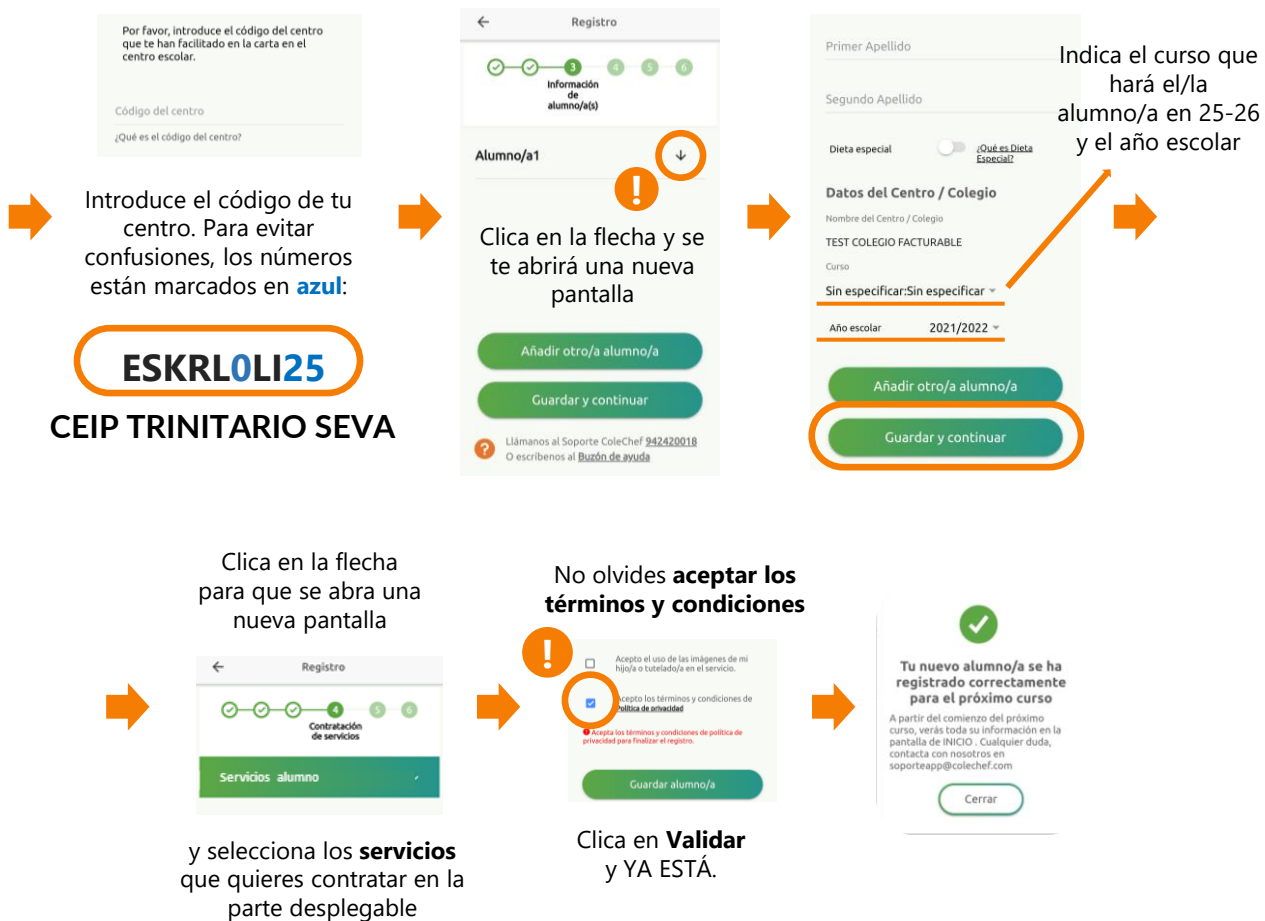 Por favor, introduce el código del centro
que te han facilitado en la carta en el
centro escolar.
Código del centro
¿Qué es el código del centro?
Introduce el código de tu
centro. Para evitar
confusiones, los números
están marcados en azul:
ESKRL0LI25
CEIP TRINITARIO SEVA
Registro
3
4
5
6
Información
de
alumno/a(s)
Alumno/a1
!
Clica en la flecha y se
te abrirá una nueva
pantalla
Añadir otro/a alumno/a
Guardar y continuar
?
Llámanos al Soporte ColeChef 942420018
O escríbenos al Buzón de ayuda
Primer Apellido
Segundo Apellido
Dieta especial
¿Qué es Dieta
Especial?
Datos del Centro / Colegio
Nombre del Centro / Colegio
TEST COLEGIO FACTURABLE
Curso
Sin especificar:Sin especificar
Año escolar 2021/2022
Añadir otro/a alumno/a
Guardar y continuar
Indica el curso que
hará el/la
alumno/a en 25-26
y el año escolar
Clica en la flecha
para que se abra una
nueva pantalla
Registro
4
5
6
Contratación
de servicios
Servicios alumno
y selecciona los servicios
que quieres contratar en la
parte desplegable
No olvides aceptar los
términos y condiciones
!
Acepto el uso de las imágenes de mi
hijo/a o tutelado/a en el servicio.
Acepto los términos y condiciones de
Política de privacidad
Acepta los términos y condiciones de política de
privacidad para finalizar el registro.
Guardar alumno/a
Clica en Validar
y YA ESTÁ.
Tu nuevo alumno/a se ha
registrado correctamente
para el próximo curso
A partir del comienzo del próximo
curso, verás toda su información en la
pantalla de INICIO . Cualquier duda,
contacta con nosotros en
soporteapp@colechef.com
Cerrar